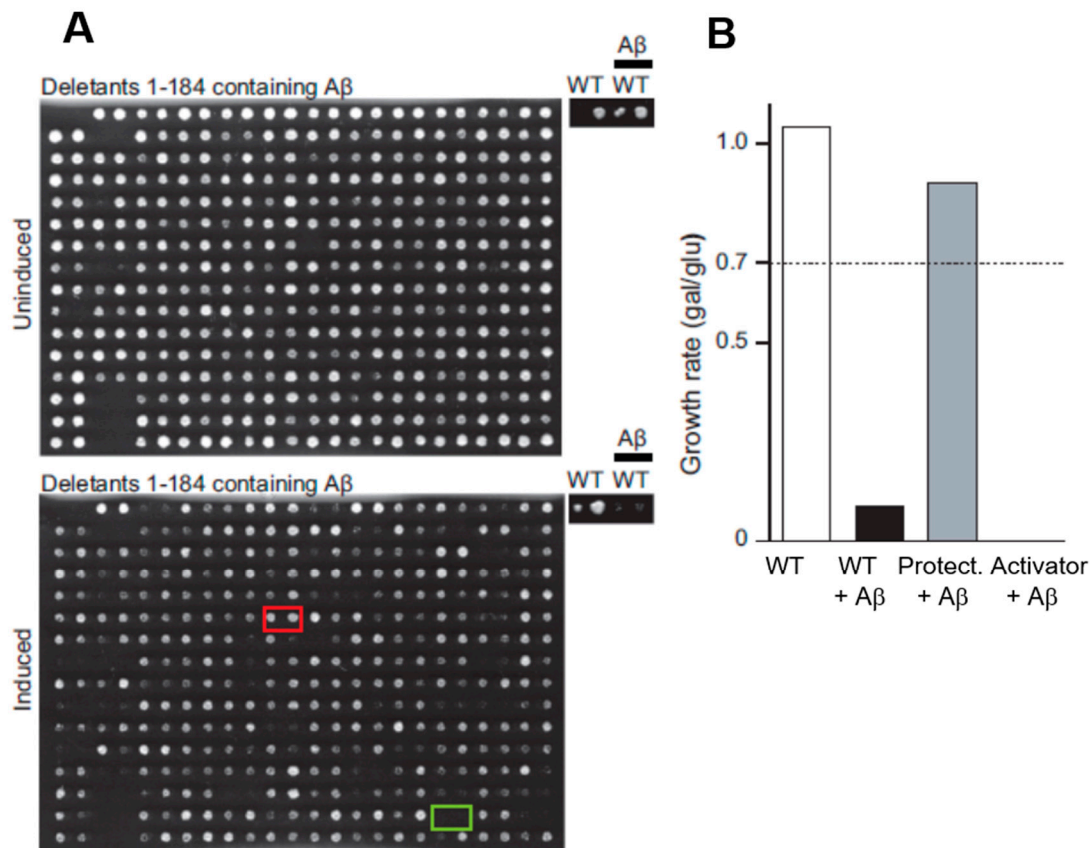 A
Aβ
Deletants 1-184 containing Aβ
WT WT
Uninduced
Aβ
Deletants 1-184 containing Aβ
WT WT
Induced
B
Growth rate (gal/glu)
1.0
0.7
0.5
0
WT WT Protect. Activator
+ Aβ + Aβ + Aβ